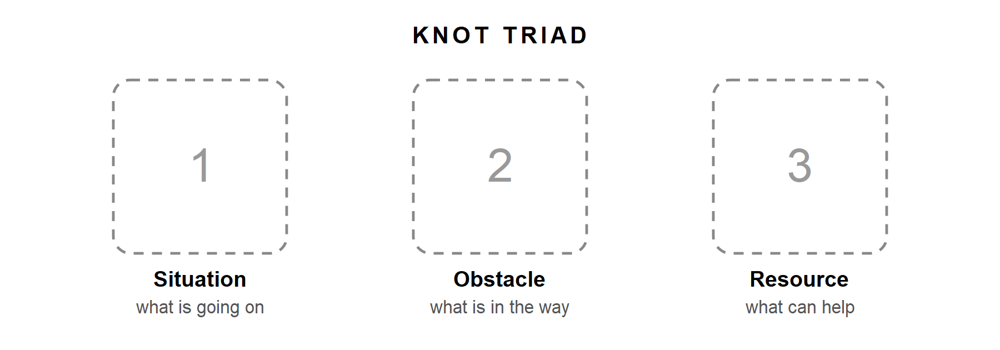 KNOT TRIAD
1
2
3
Situation
Obstacle
Resource
what is going on
what is in the way
what can help